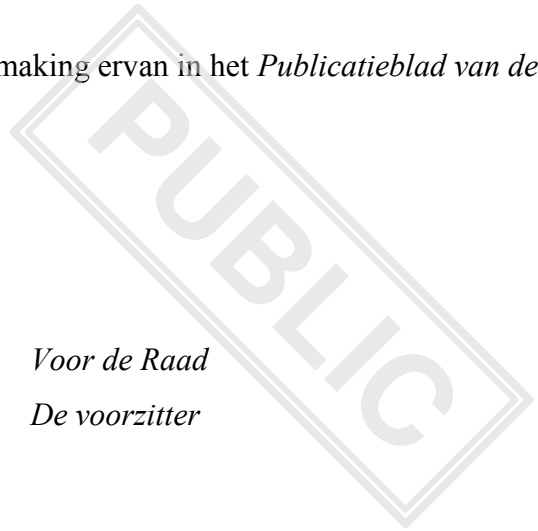 making ervan in het Publicatieblad van de
PUBLIC
Voor de Raad
De voorzitter